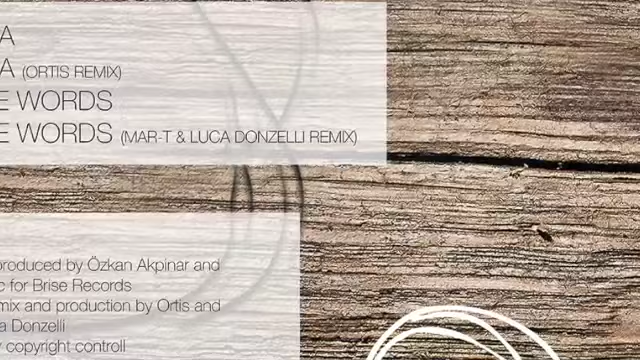 A
A (ORTIS REMIX)
E WORDS
E WORDS (MAR-T & LUCA DONZELLI REMIX)
produced by Özkan Akpinar and
c for Brise Records
mix and production by Ortis and
a Donzelli
y copyright controll